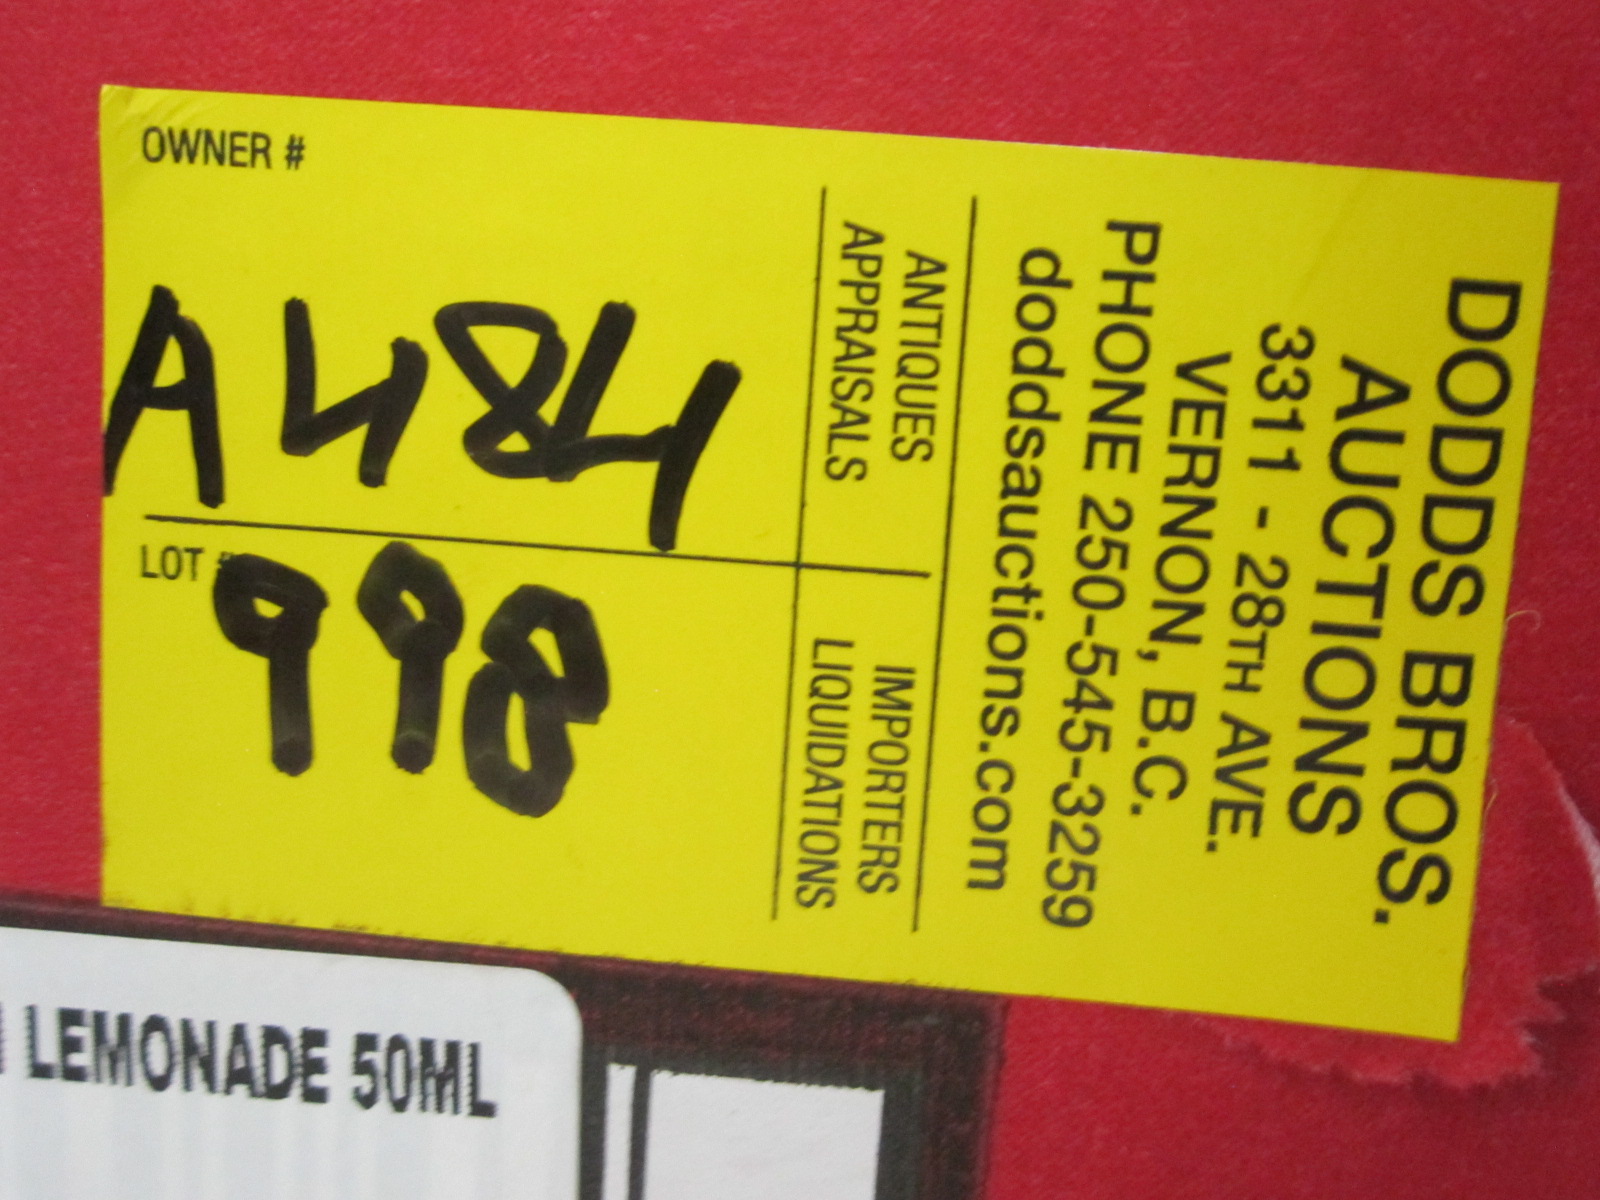 OWNER #
A484
LOT #
998
DODDS BROS.
AUCTIONS
3311 - 28TH AVE.
VERNON, B.C.
PHONE 250-545-3259
doddsauctions.com
ANTIQUES
APPRAISALS
IMPORTERS
LIQUIDATIONS
LEMONADE 50ML